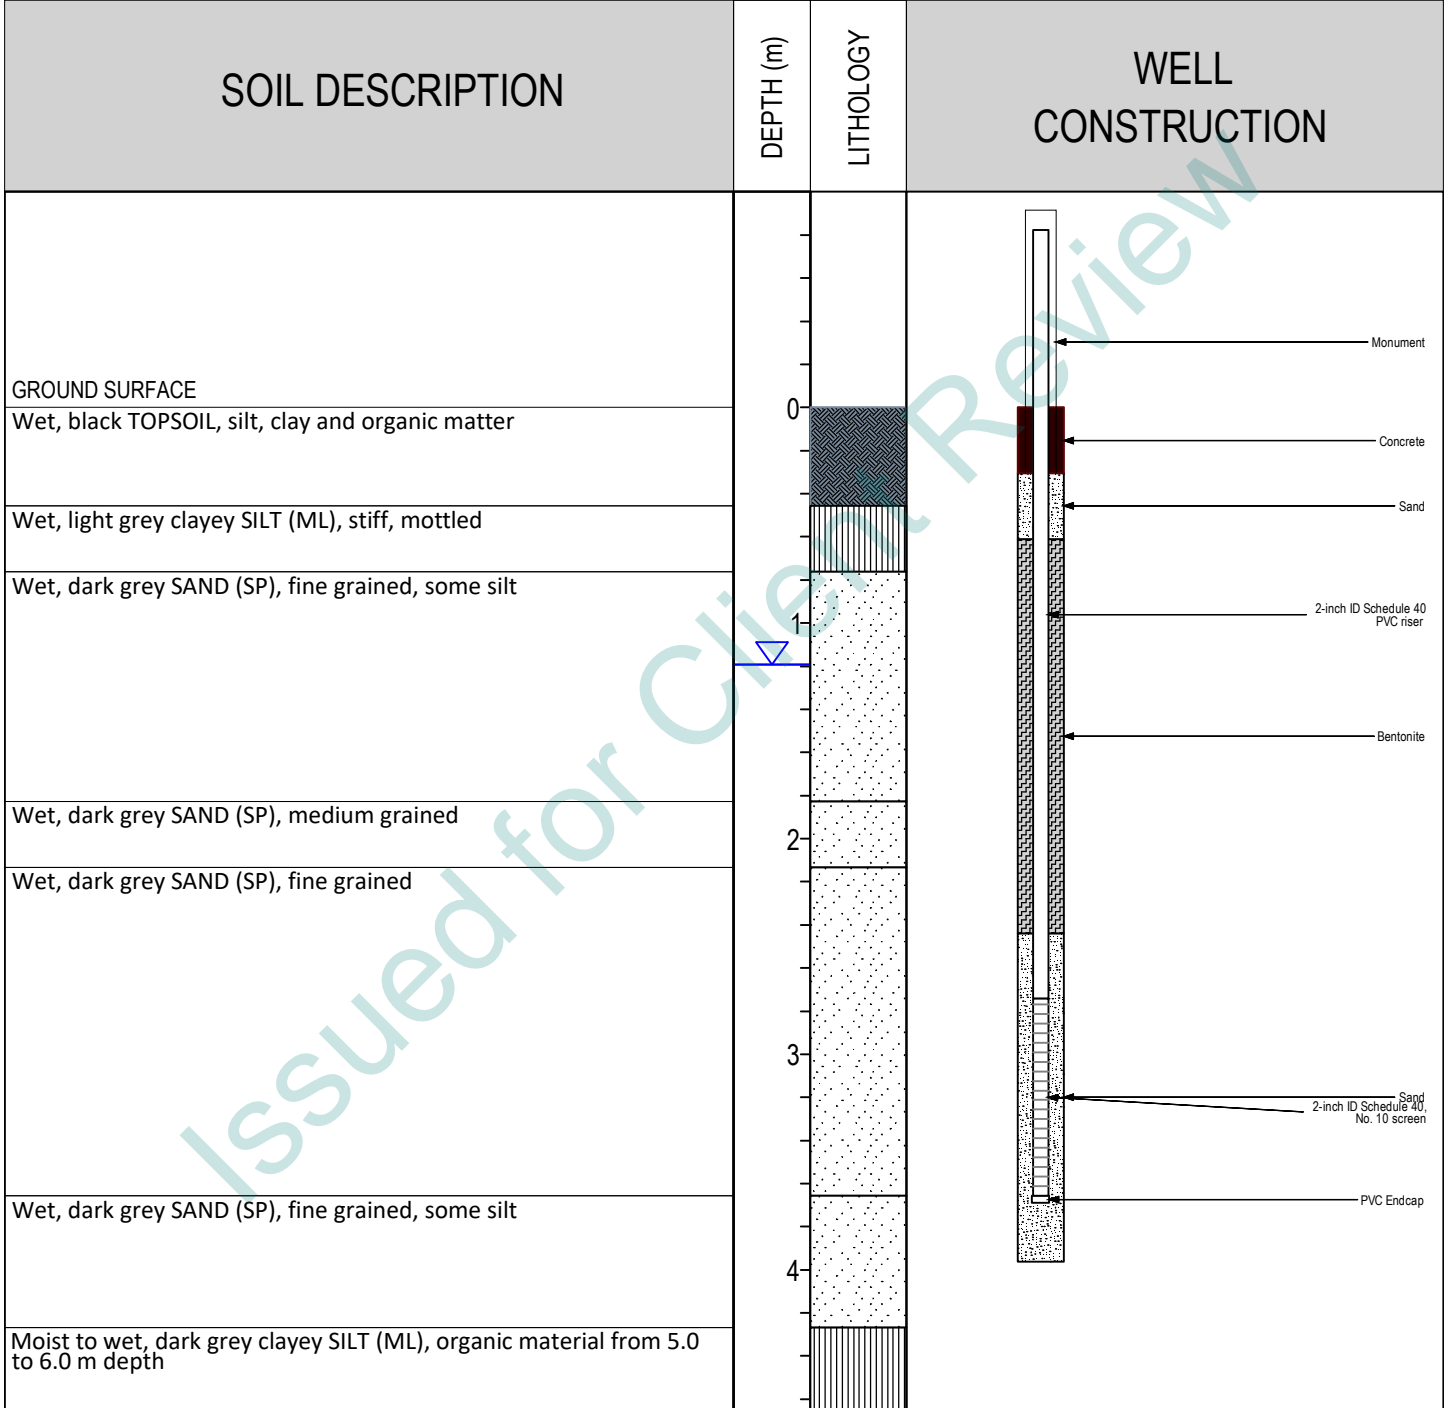 SOIL DESCRIPTION
DEPTH (m)
LITHOLOGY
WELL
CONSTRUCTION
GROUND SURFACE
Wet, black TOPSOIL, silt, clay and organic matter
Wet, light grey clayey SILT (ML), stiff, mottled
Wet, dark grey SAND (SP), fine grained, some silt
Wet, dark grey SAND (SP), medium grained
Wet, dark grey SAND (SP), fine grained
Wet, dark grey SAND (SP), fine grained, some silt
Moist to wet, dark grey clayey SILT (ML), organic material from 5.0
to 6.0 m depth
0
1
2
3
4
Monument
Concrete
Sand
2-inch ID Schedule 40
PVC riser
Bentonite
Sand
2-inch ID Schedule 40,
No. 10 screen
PVC Endcap
Issued for Client Review